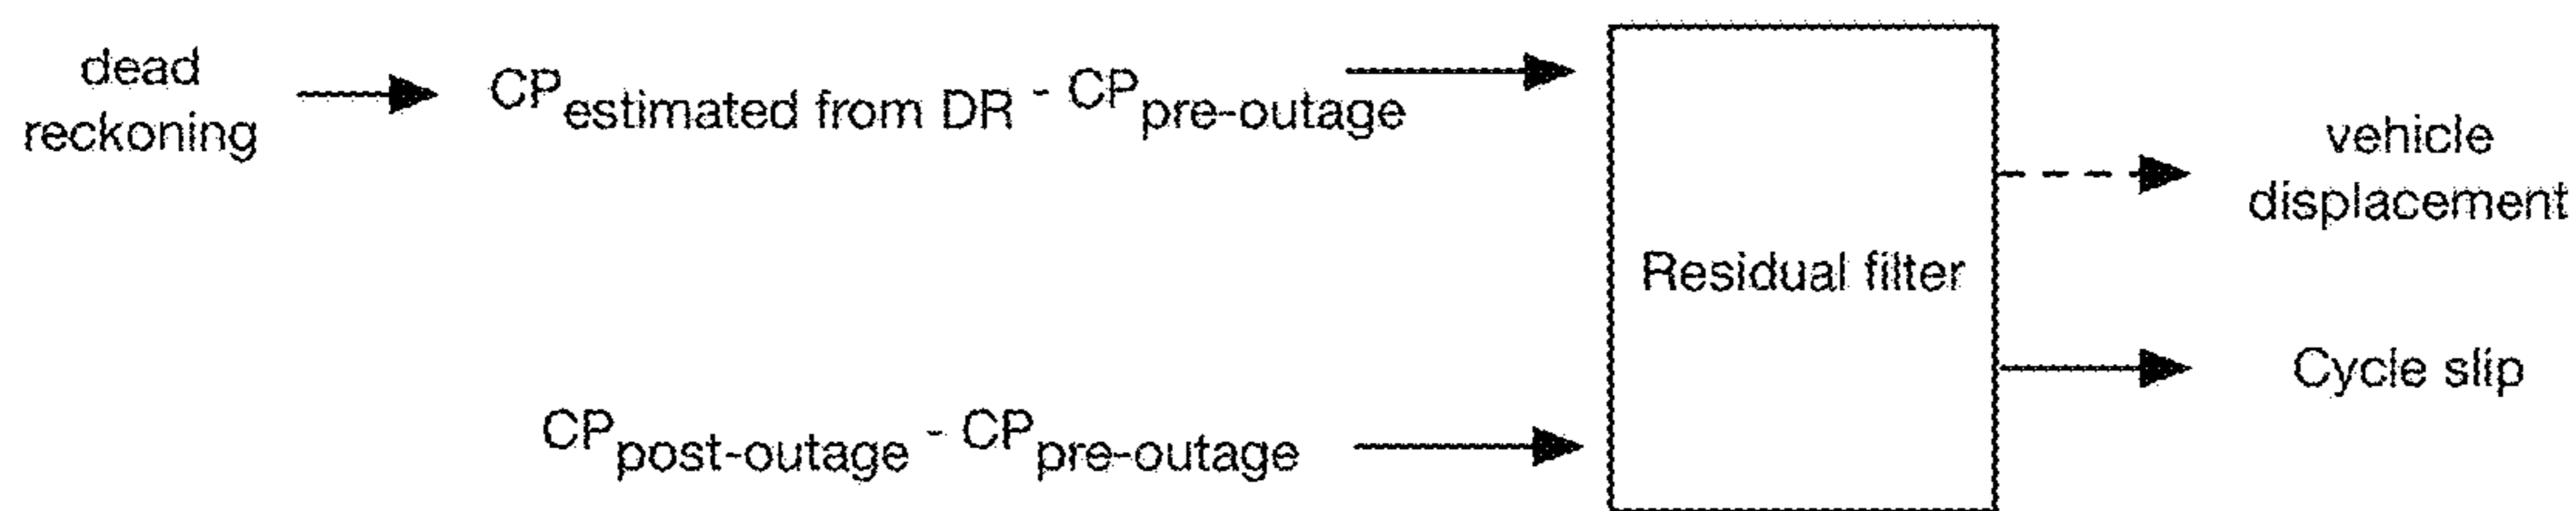 dead
reckoning
CPestimated from DR - CPpre-outage
CPpost-outage - CPpre-outage
Residual filter
vehicle
displacement
Cycle slip